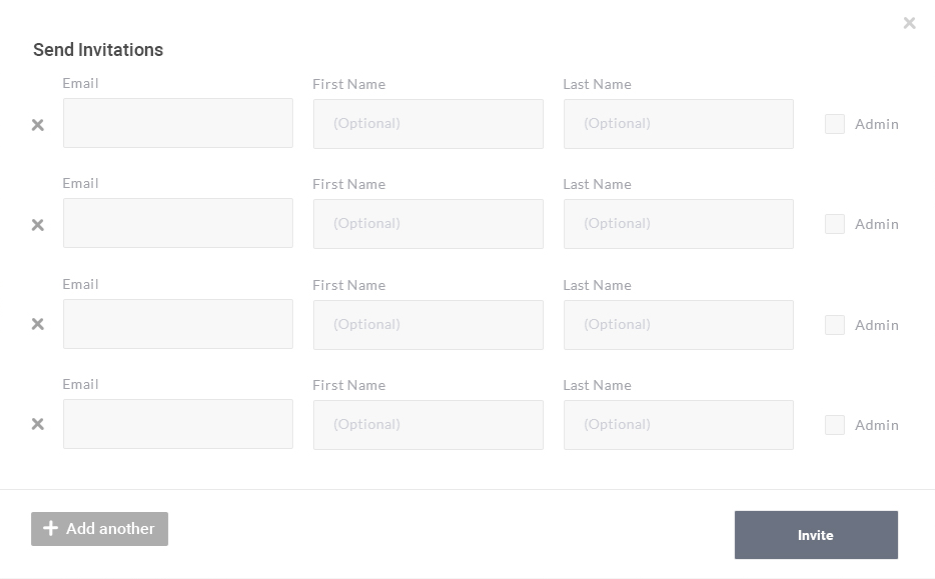 Send Invitations
Email First Name Last Name
(Optional) (Optional) Admin
Email First Name Last Name
(Optional) (Optional) Admin
Email First Name Last Name
(Optional) (Optional) Admin
Email First Name Last Name
(Optional) (Optional) Admin
Add another
Invite